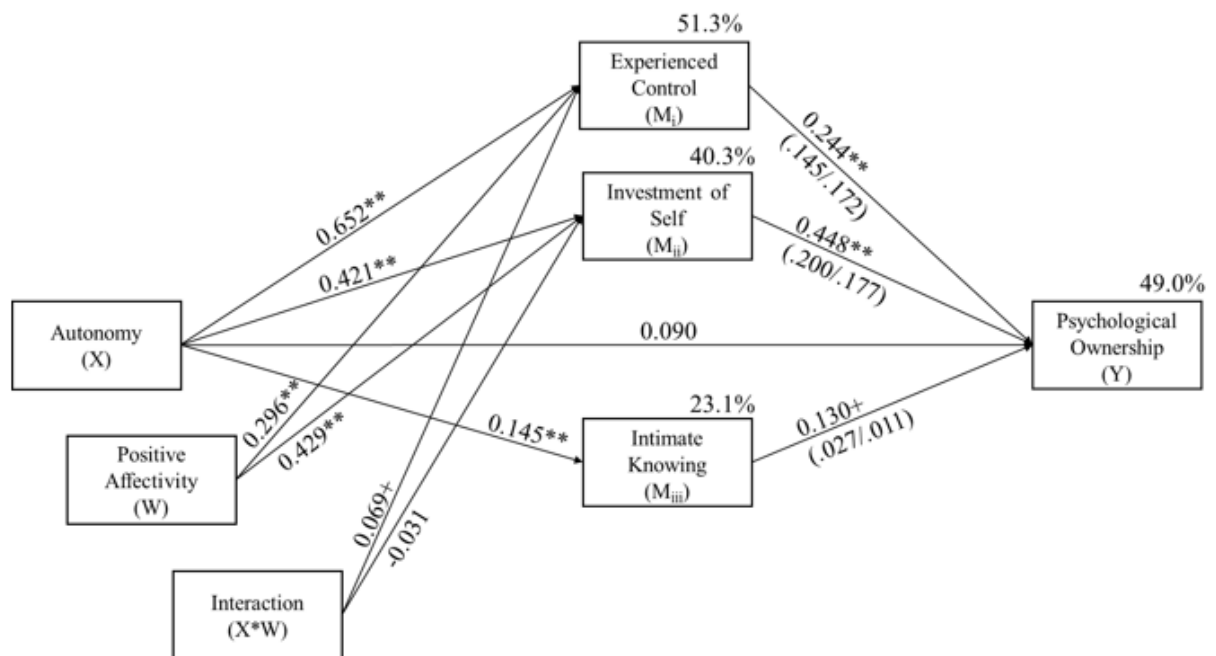 51.3%
Experienced
Control
(Mi)
0.244**
(.145/.172)
40.3%
Investment of
Self
(Mii)
0.652**
0.421**
0.448**
(.200/.177)
49.0%
Autonomy
(X)
0.090
Psychological
Ownership
(Y)
0.296**
0.429**
0.145**
23.1%
Intimate
Knowing
(Miii)
0.130+
(.027/.011)
Positive
Affectivity
(W)
0.069+
-0.031
Interaction
(X*W)